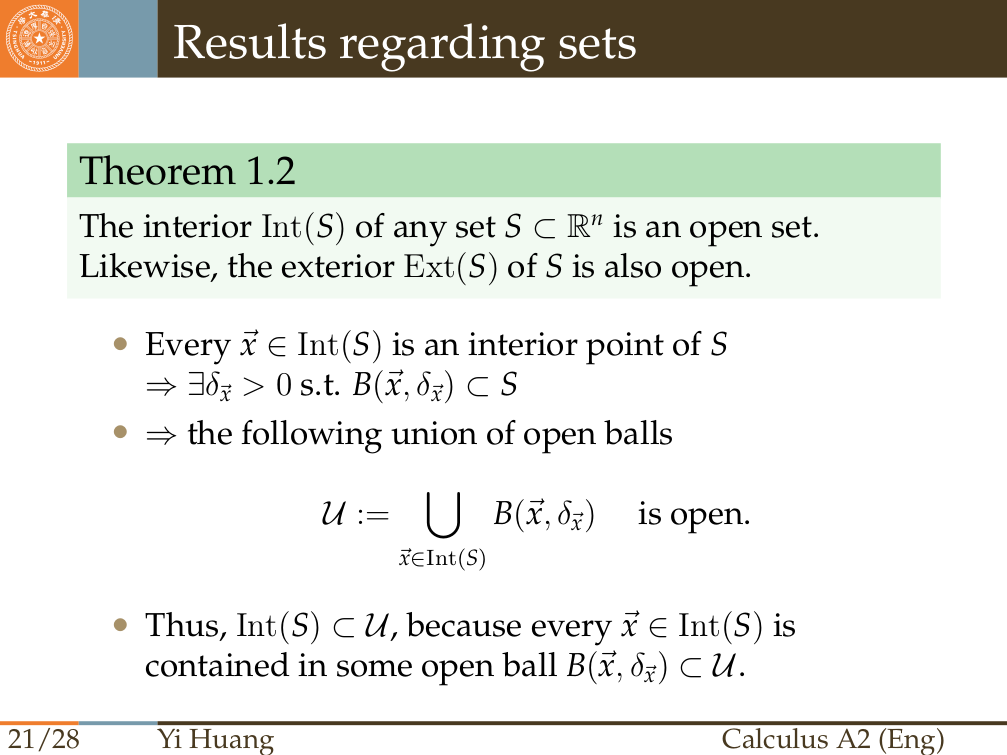 Results regarding sets
Theorem 1.2
The interior Int(S) of any set S ⊂ ℝⁿ is an open set.
Likewise, the exterior Ext(S) of S is also open.
• Every x⃗ ∈ Int(S) is an interior point of S
⇒ ∃δ_x⃗ > 0 s.t. B(x⃗, δ_x⃗) ⊂ S
• ⇒ the following union of open balls
𝒰 := ⋃_{x⃗∈Int(S)} B(x⃗, δ_x⃗) is open.
• Thus, Int(S) ⊂ 𝒰, because every x⃗ ∈ Int(S) is
contained in some open ball B(x⃗, δ_x⃗) ⊂ 𝒰.
21/28 Yi Huang Calculus A2 (Eng)